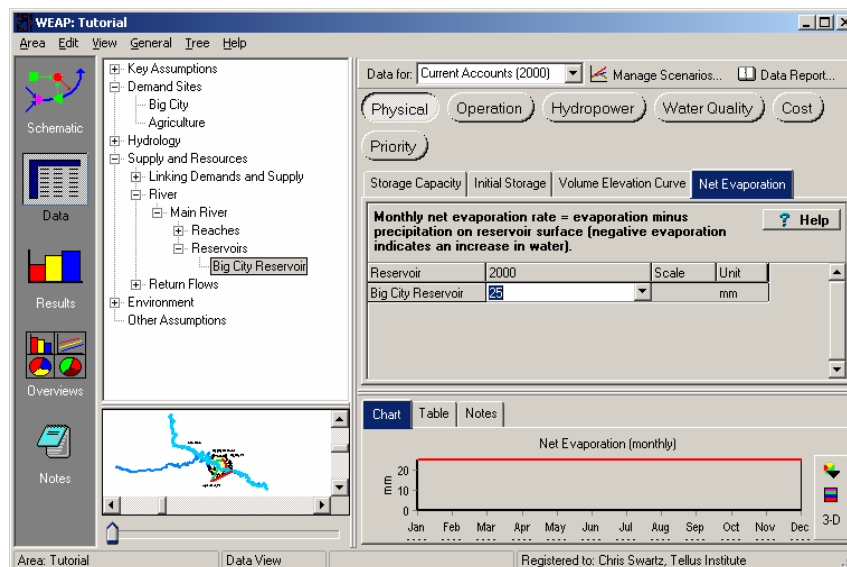 WEAP: Tutorial
Area Edit View General Tree Help
Schematic
Data
Results
Overviews
Notes
Key Assumptions
Demand Sites
Big City
Agriculture
Hydrology
Supply and Resources
Linking Demands and Supply
River
Main River
Reaches
Reservoirs
Big City Reservoir
Return Flows
Environment
Other Assumptions
Data for: Current Accounts (2000) Manage Scenarios... Data Report...
Physical Operation Hydropower Water Quality Cost
Priority
Storage Capacity Initial Storage Volume Elevation Curve Net Evaporation
Monthly net evaporation rate = evaporation minus
precipitation on reservoir surface (negative evaporation
indicates an increase in water).
? Help
Reservoir 2000 Scale Unit
Big City Reservoir 25 mm
Chart Table Notes
Net Evaporation (monthly)
mm
20
10
0
Jan Feb Mar Apr May Jun Jul Aug Sep Oct Nov Dec
3-D
Area: Tutorial Data View Registered to: Chris Swartz, Tellus Institute